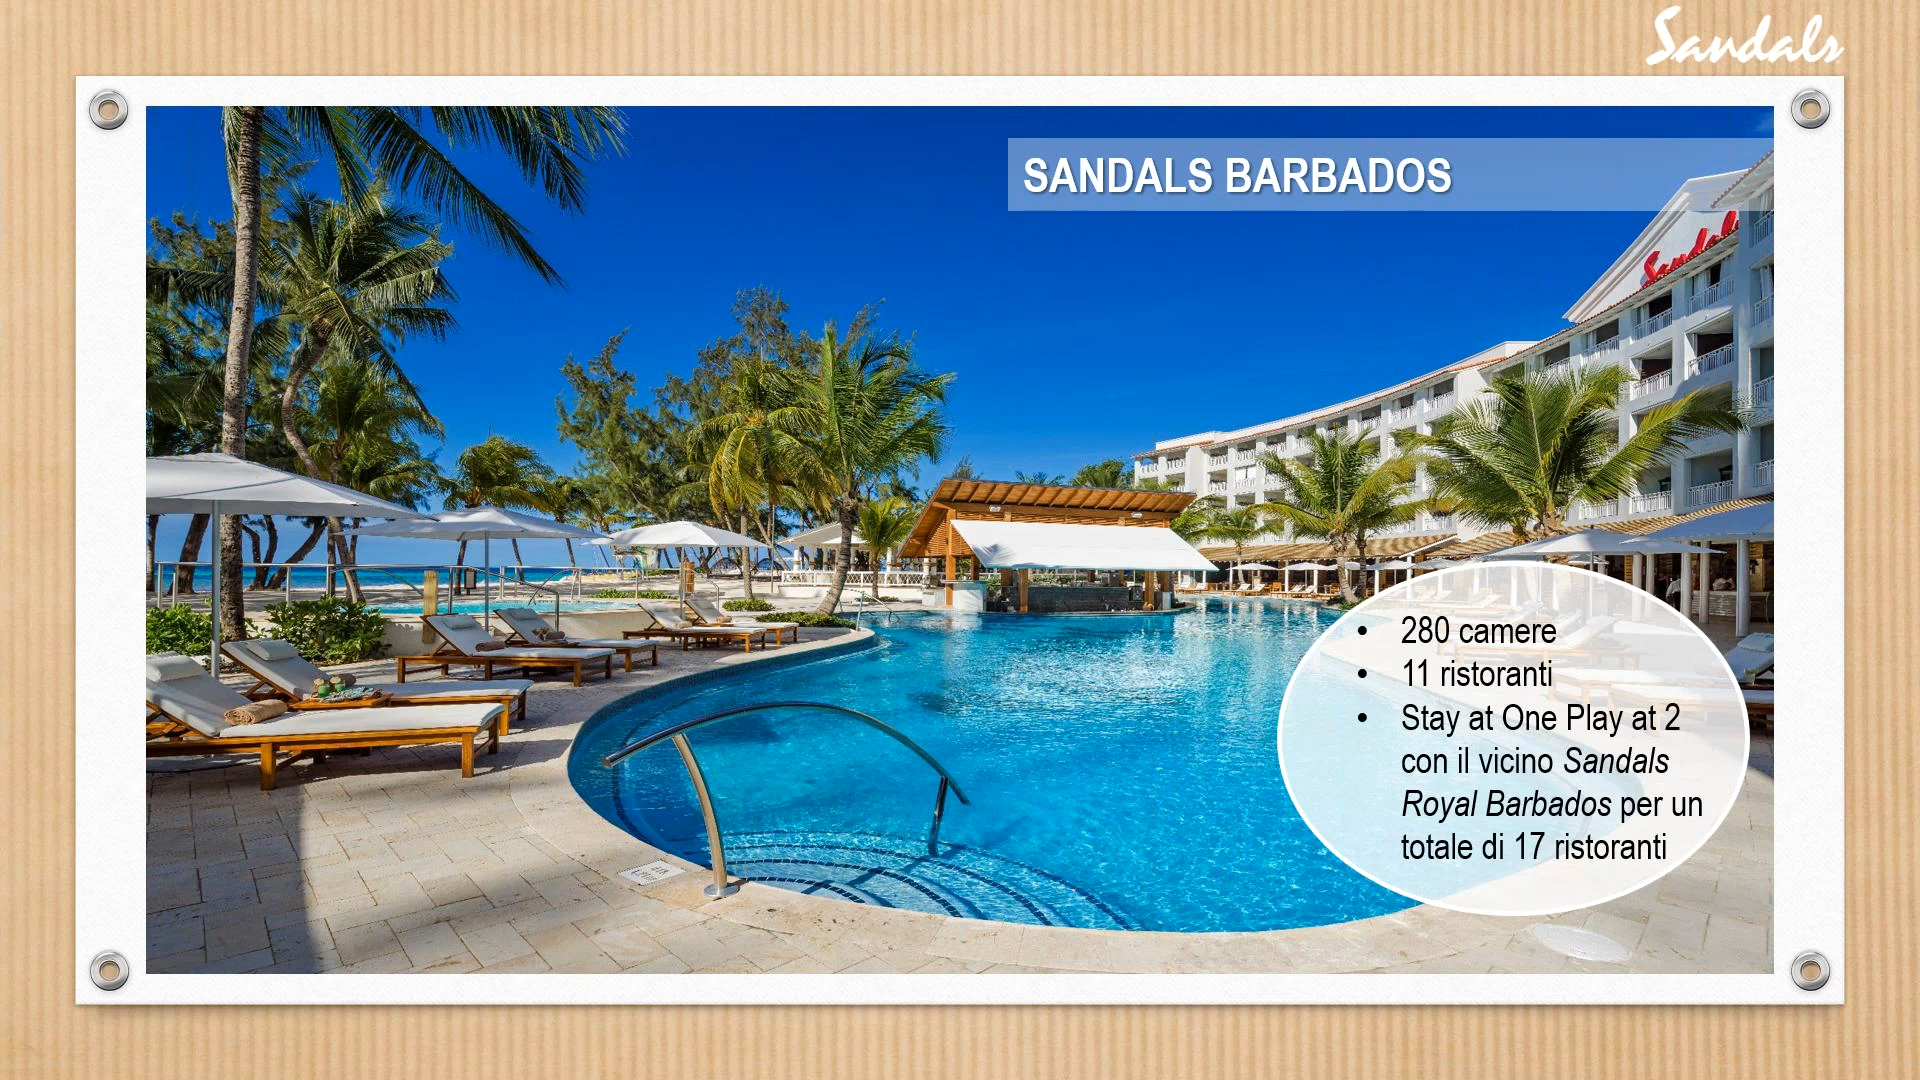 Sandals
SANDALS BARBADOS
Sandals
• 280 camere
• 11 ristoranti
• Stay at One Play at 2
con il vicino Sandals
Royal Barbados per un
totale di 17 ristoranti